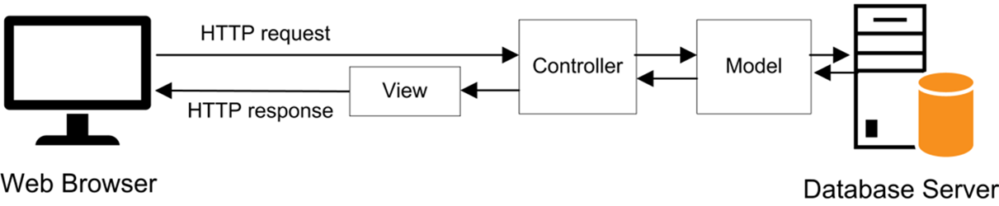 HTTP request
Controller
Model
View
HTTP response
Web Browser
Database Server